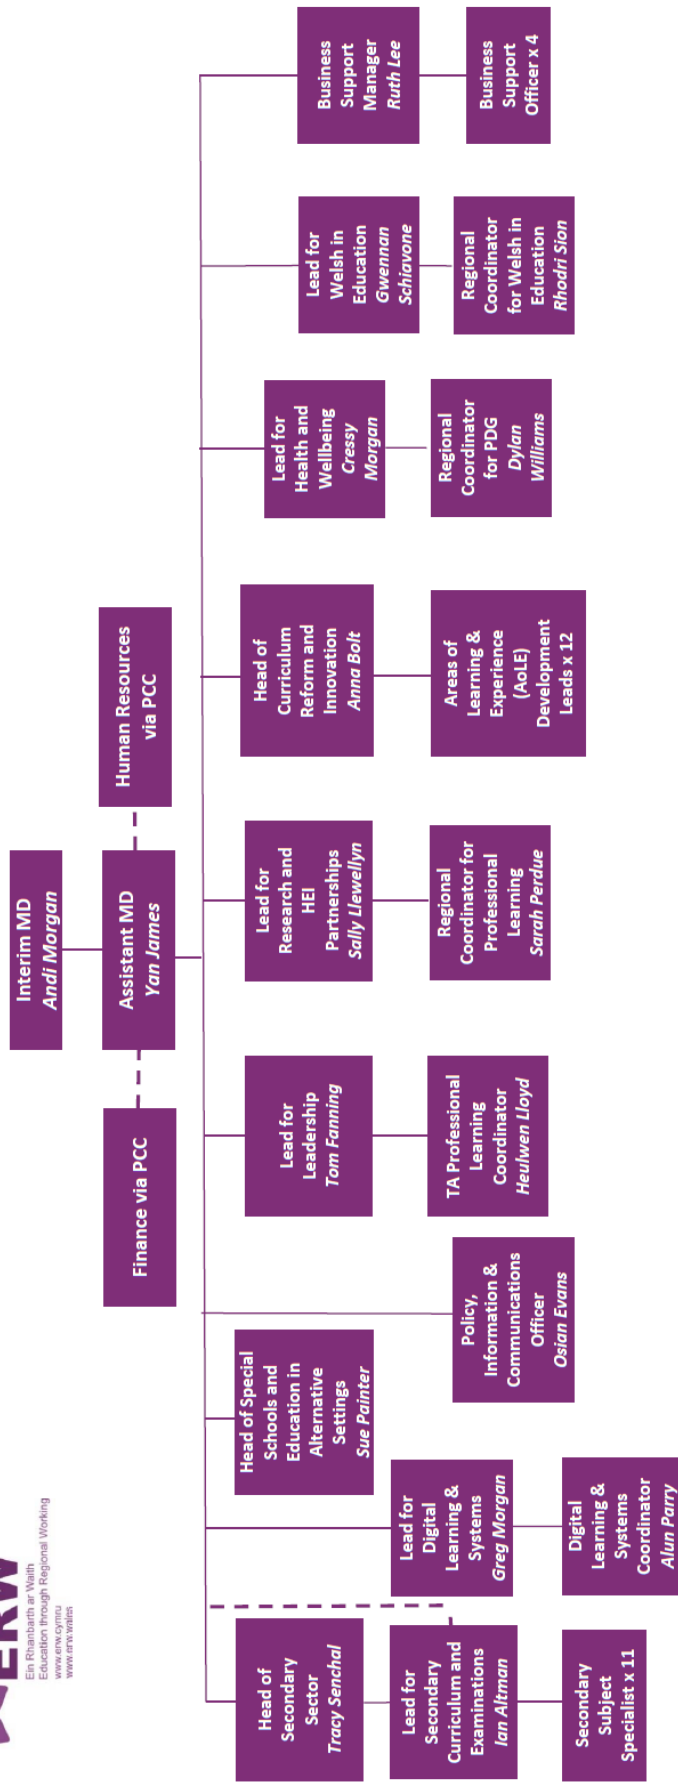 ERW
Ein Rhanbarth ar Waith
Education through Regional Working
www.erw.cymru
www.erw.wales
Interim MD
Andi Morgan
Finance via PCC
Assistant MD
Yan James
Human Resources
via PCC
Head of
Secondary
Sector
Tracy Senchal
Lead for
Secondary
Curriculum and
Examinations
Ian Altman
Secondary
Subject
Specialist x 11
Lead for
Digital
Learning &
Systems
Greg Morgan
Digital
Learning &
Systems
Coordinator
Alun Parry
Head of Special
Schools and
Education in
Alternative
Settings
Sue Painter
Policy,
Information &
Communications
Officer
Osian Evans
Lead for
Leadership
Tom Fanning
TA Professional
Learning
Coordinator
Heulwen Lloyd
Lead for
Research and
HEI
Partnerships
Sally Llewellyn
Regional
Coordinator for
Professional
Learning
Sarah Perdue
Head of
Curriculum
Reform and
Innovation
Anna Bolt
Areas of
Learning &
Experience
(AoLE)
Development
Leads x 12
Lead for
Health and
Wellbeing
Cressy
Morgan
Regional
Coordinator
for PDG
Dylan
Williams
Lead for
Welsh in
Education
Gwennan
Schiavone
Regional
Coordinator
for Welsh in
Education
Rhodri Sion
Business
Support
Manager
Ruth Lee
Business
Support
Officer x 4